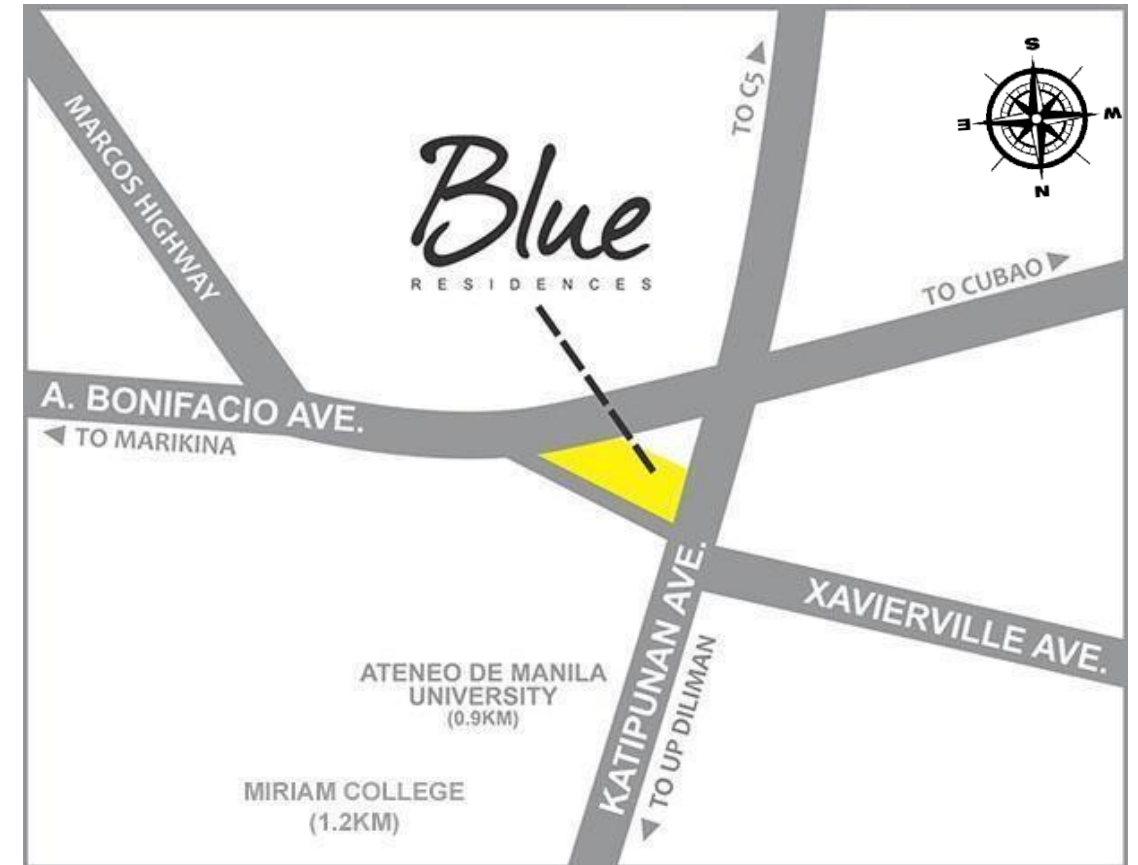 S
E
W
N
TO C5
MARCOS HIGHWAY
Blue
RESIDENCES
TO CUBAO
A. BONIFACIO AVE.
TO MARIKINA
XAVIERVILLE AVE.
KATIPUNAN AVE.
TO UP DILIMAN
ATENEO DE MANILA
UNIVERSITY
(0.9KM)
MIRIAM COLLEGE
(1.2KM)